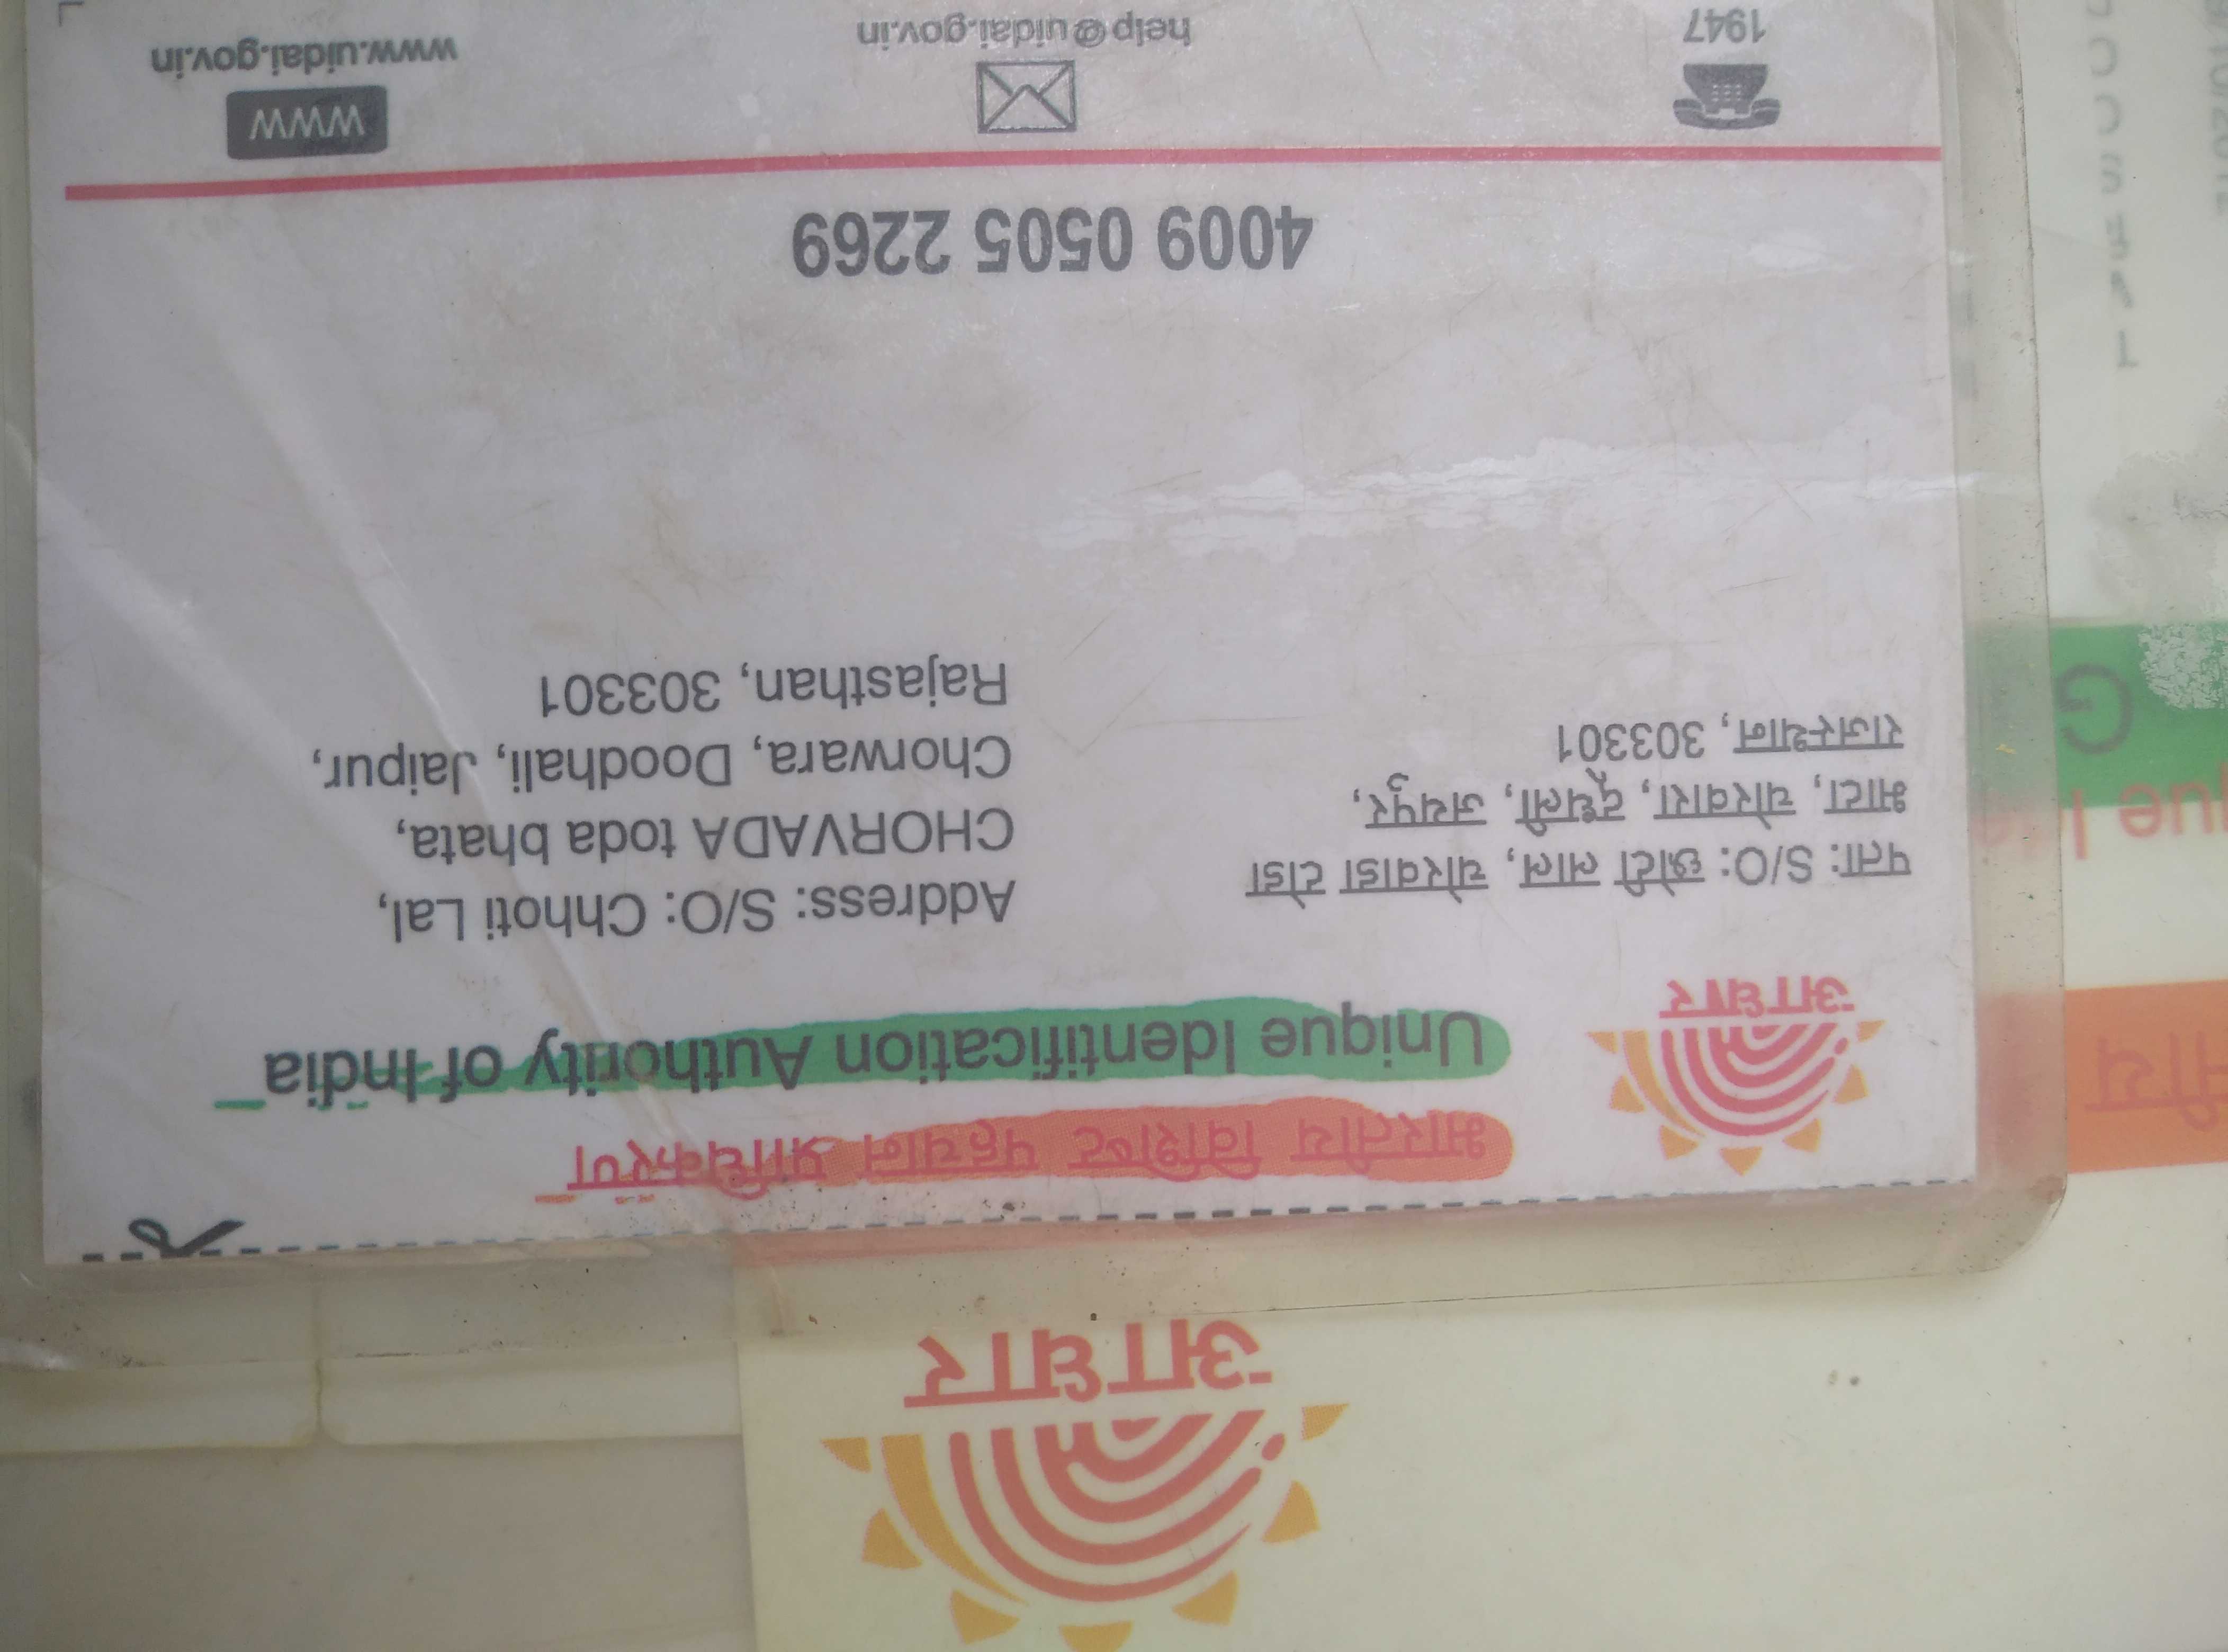 भारतीय विशिष्ट पहचान प्राधिकरण
Unique Identification Authority of India
आधार
पता: S/O: छोटी लाल, चोरवाडा टोडा
भाटा, चोरवारा, दूधली, जयपुर,
राजस्थान, 303301
Address: S/O: Chhoti Lal,
CHORVADA toda bhata,
Chorwara, Doodhali, Jaipur,
Rajasthan, 303301
4009 0505 2269
1947
help@uidai.gov.in
WWW
www.uidai.gov.in
आधार
G